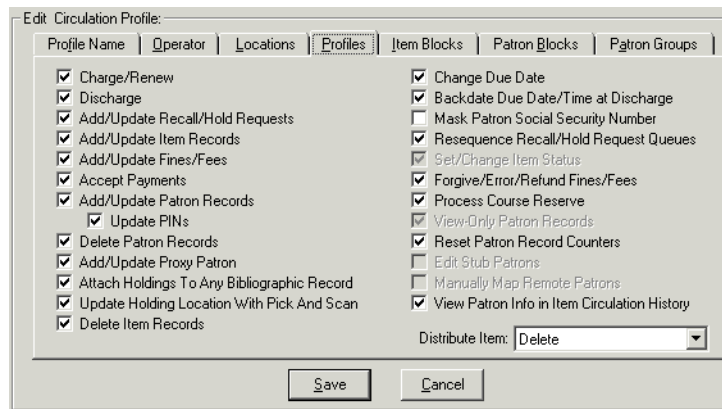 Edit Circulation Profile:
Profile Name Operator Locations Profiles Item Blocks Patron Blocks Patron Groups
Charge/Renew
Discharge
Add/Update Recall/Hold Requests
Add/Update Item Records
Add/Update Fines/Fees
Accept Payments
Add/Update Patron Records
Update PINs
Delete Patron Records
Add/Update Proxy Patron
Attach Holdings To Any Bibliographic Record
Update Holding Location With Pick And Scan
Delete Item Records
Change Due Date
Backdate Due Date/Time at Discharge
Mask Patron Social Security Number
Resequence Recall/Hold Request Queues
Set/Change Item Status
Forgive/Error/Refund Fines/Fees
Process Course Reserve
View-Only Patron Records
Reset Patron Record Counters
Edit Stub Patrons
Manually Map Remote Patrons
View Patron Info in Item Circulation History
Distribute Item: Delete
Save Cancel